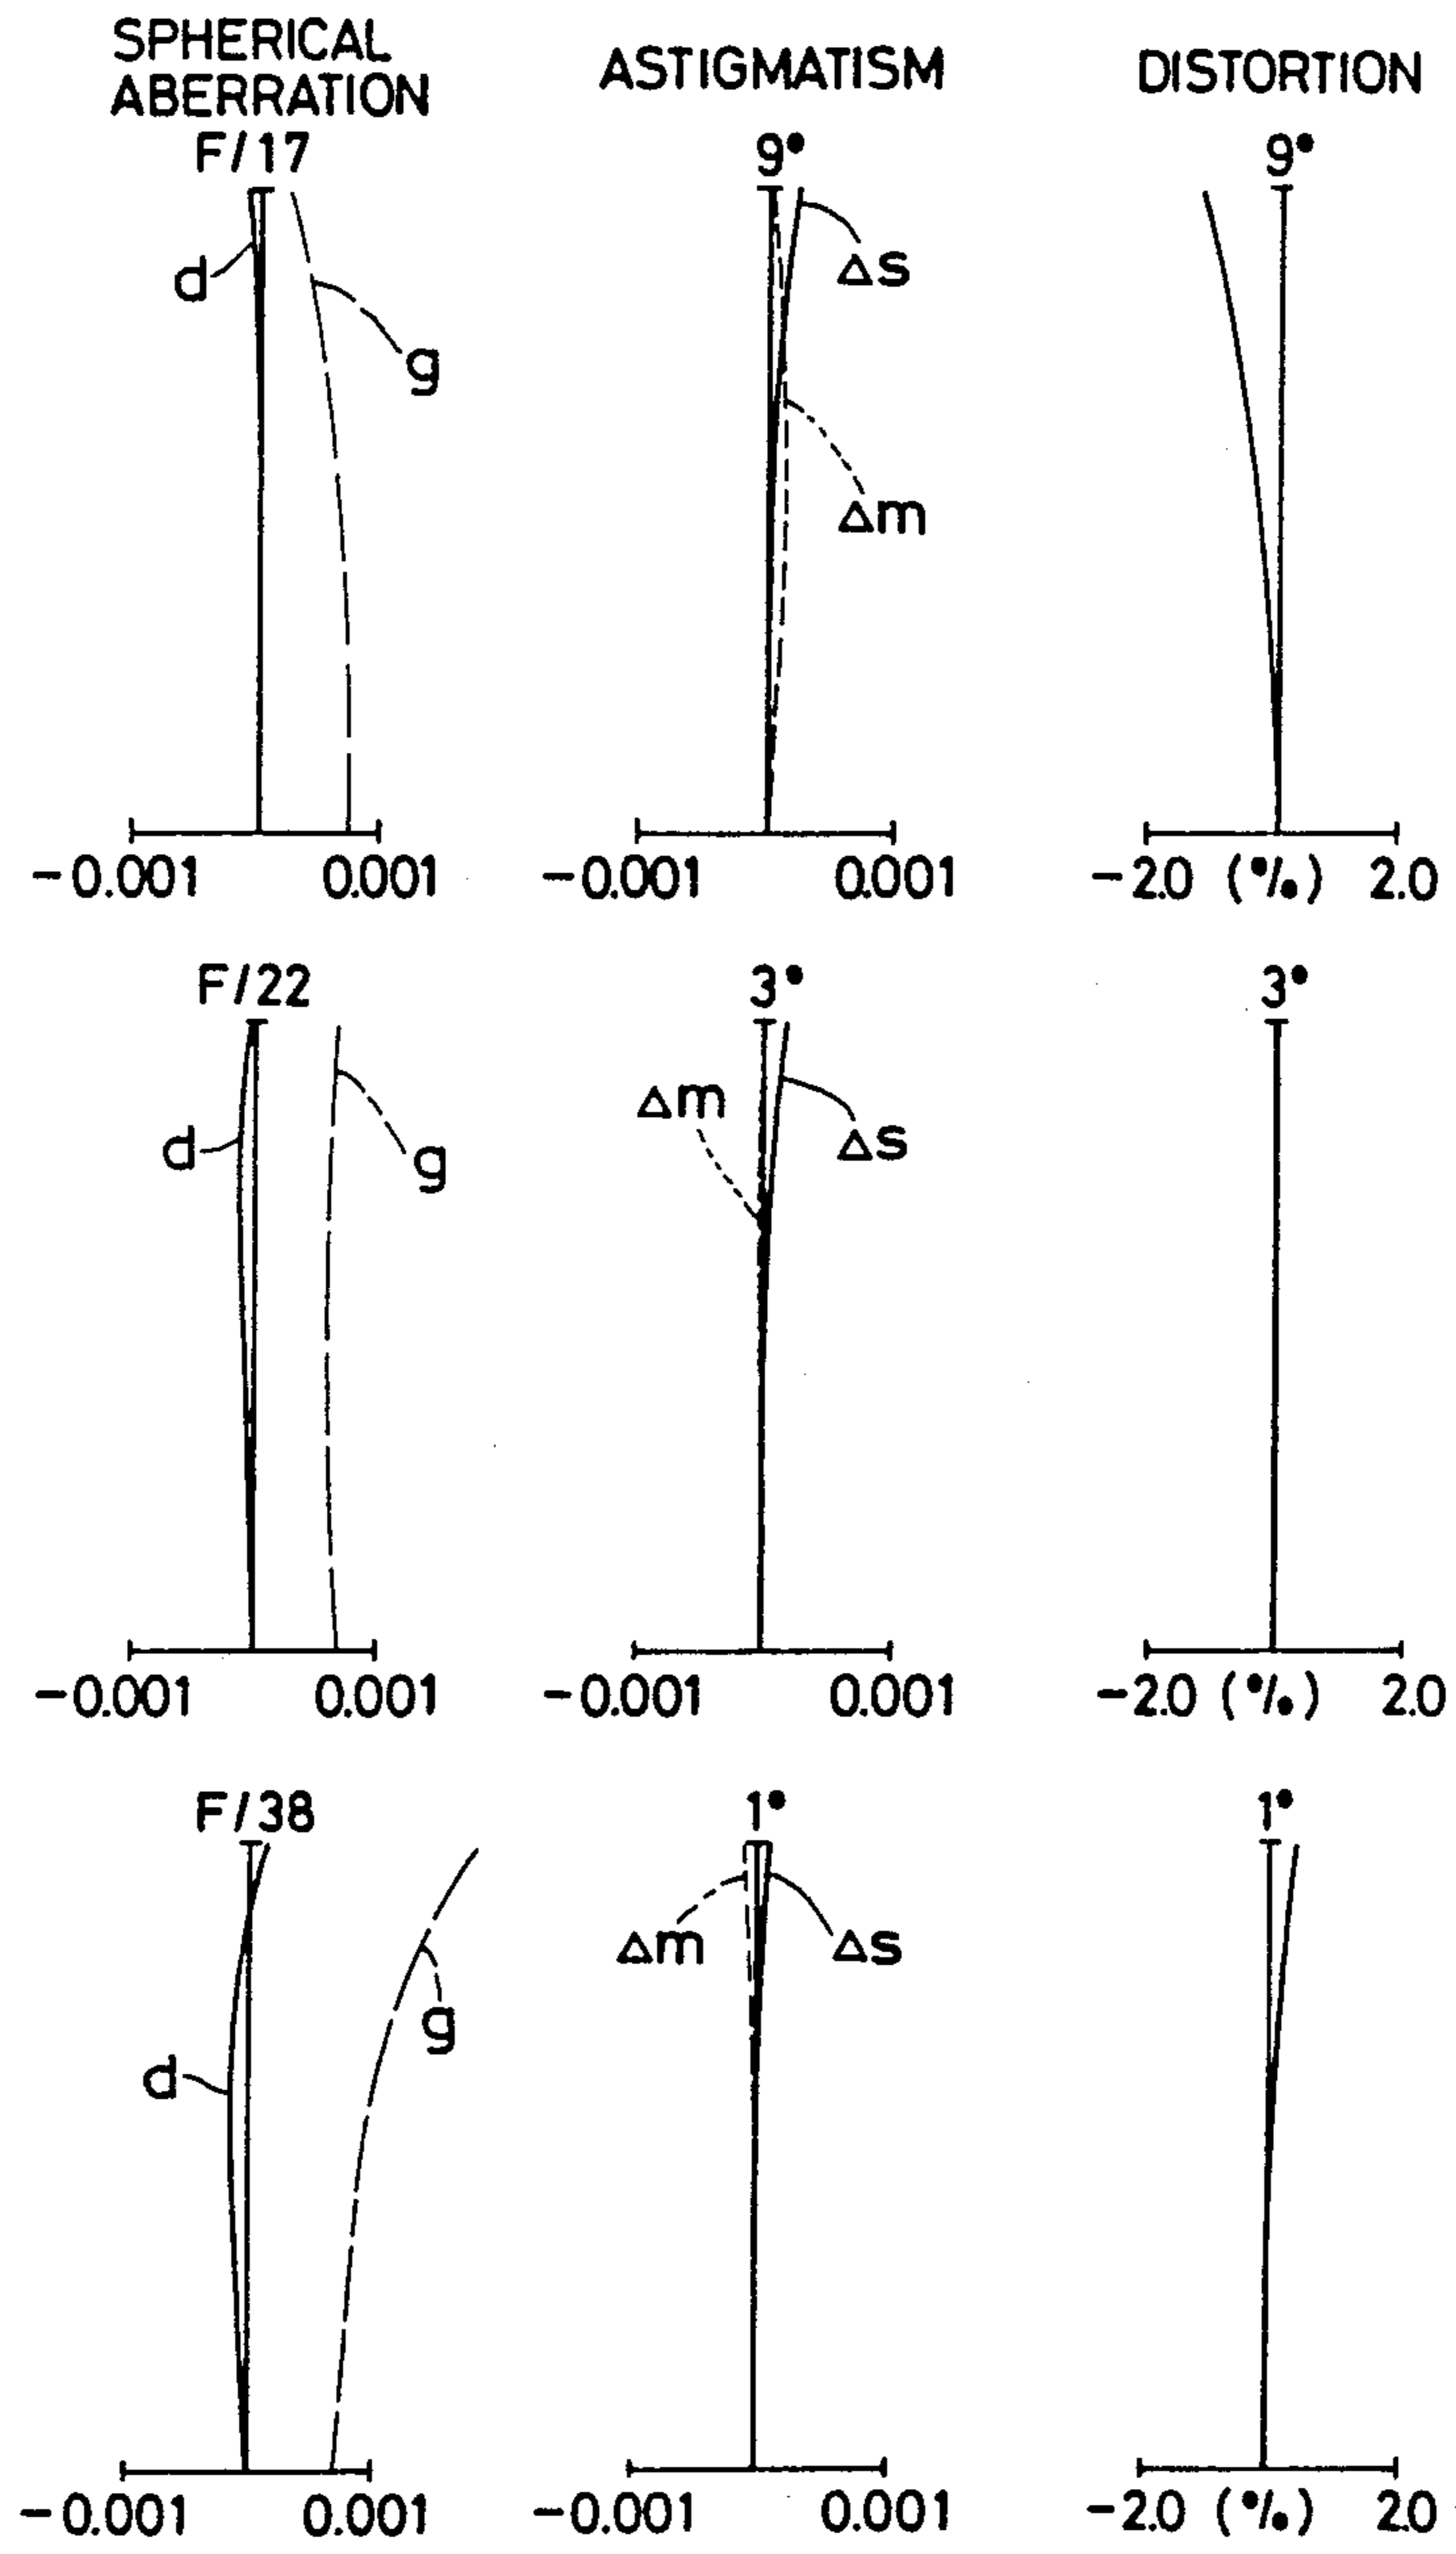 SPHERICAL
ABERRATION
ASTIGMATISM
DISTORTION
F/17
9°
9°
d
g
Δs
Δm
-0.001
0.001
-0.001
0.001
-2.0 (%) 2.0
F/22
3°
3°
d
g
Δm
Δs
-0.001
0.001
-0.001
0.001
-2.0 (%) 2.0
F/38
1°
1°
d
g
Δm
Δs
-0.001
0.001
-0.001
0.001
-2.0 (%) 2.0